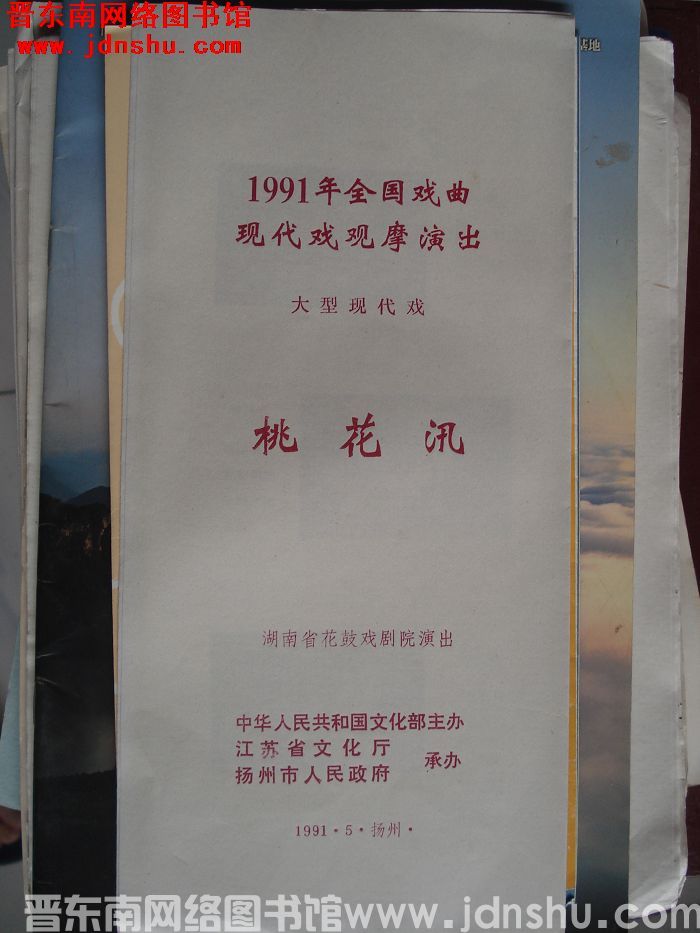 晋东南网络图书馆
www.jdnshu.com
基地
1991年全国戏曲
现代戏观摩演出
大型现代戏
桃花汛
湖南省花鼓戏剧院演出
中华人民共和国文化部主办
江苏省文化厅
扬州市人民政府
承办
1991·5·扬州·
晋东南网络图书馆www.jdnshu.com